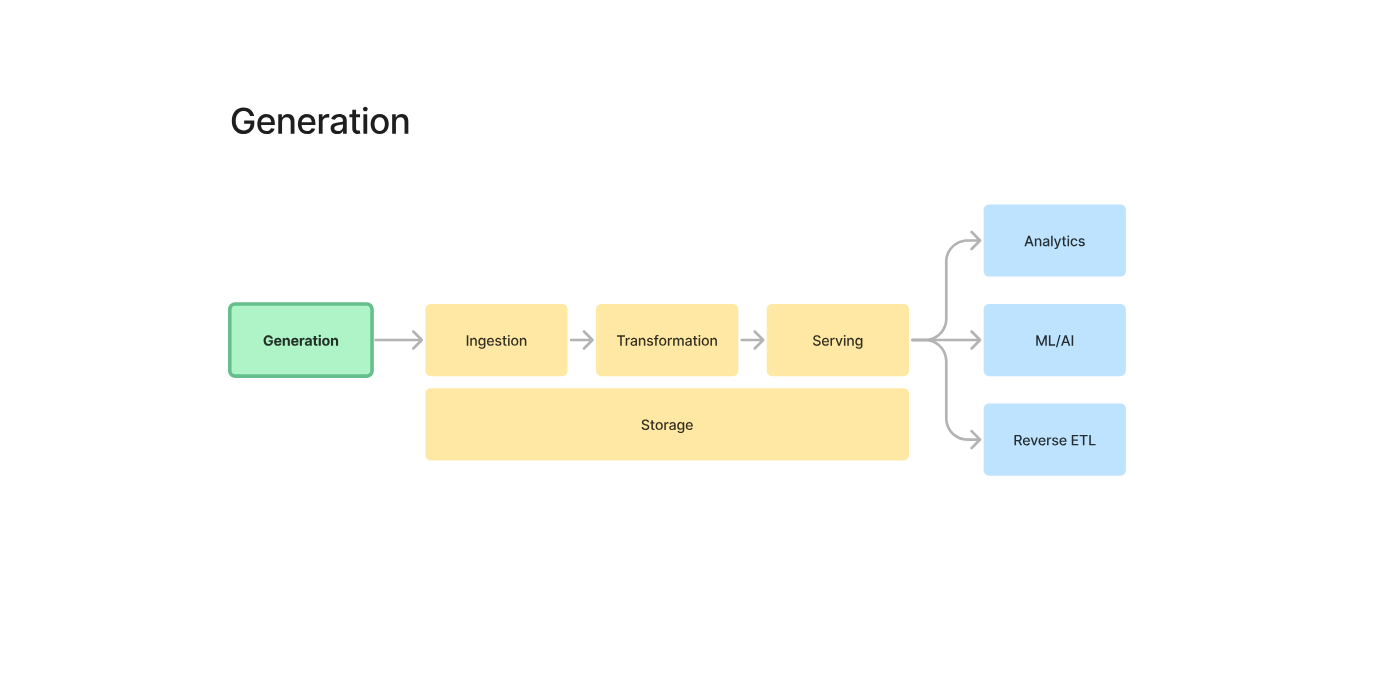 Generation
Analytics
Generation
Ingestion
Transformation
Serving
ML/AI
Storage
Reverse ETL